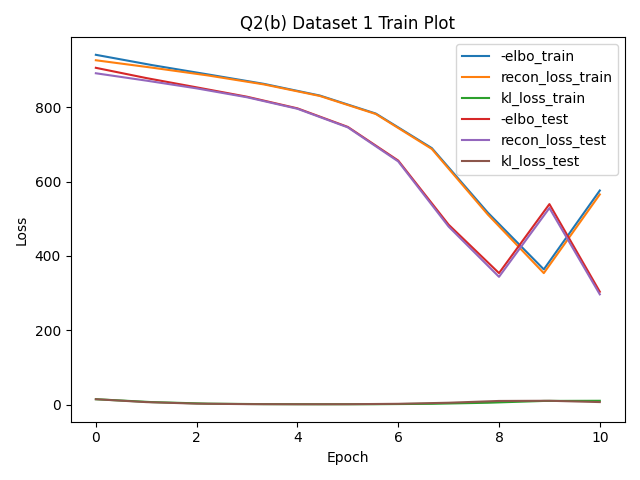 Q2(b) Dataset 1 Train Plot
-elbo_train
recon_loss_train
kl_loss_train
-elbo_test
recon_loss_test
kl_loss_test
Loss
800
600
400
200
0
0 2 4 6 8 10
Epoch